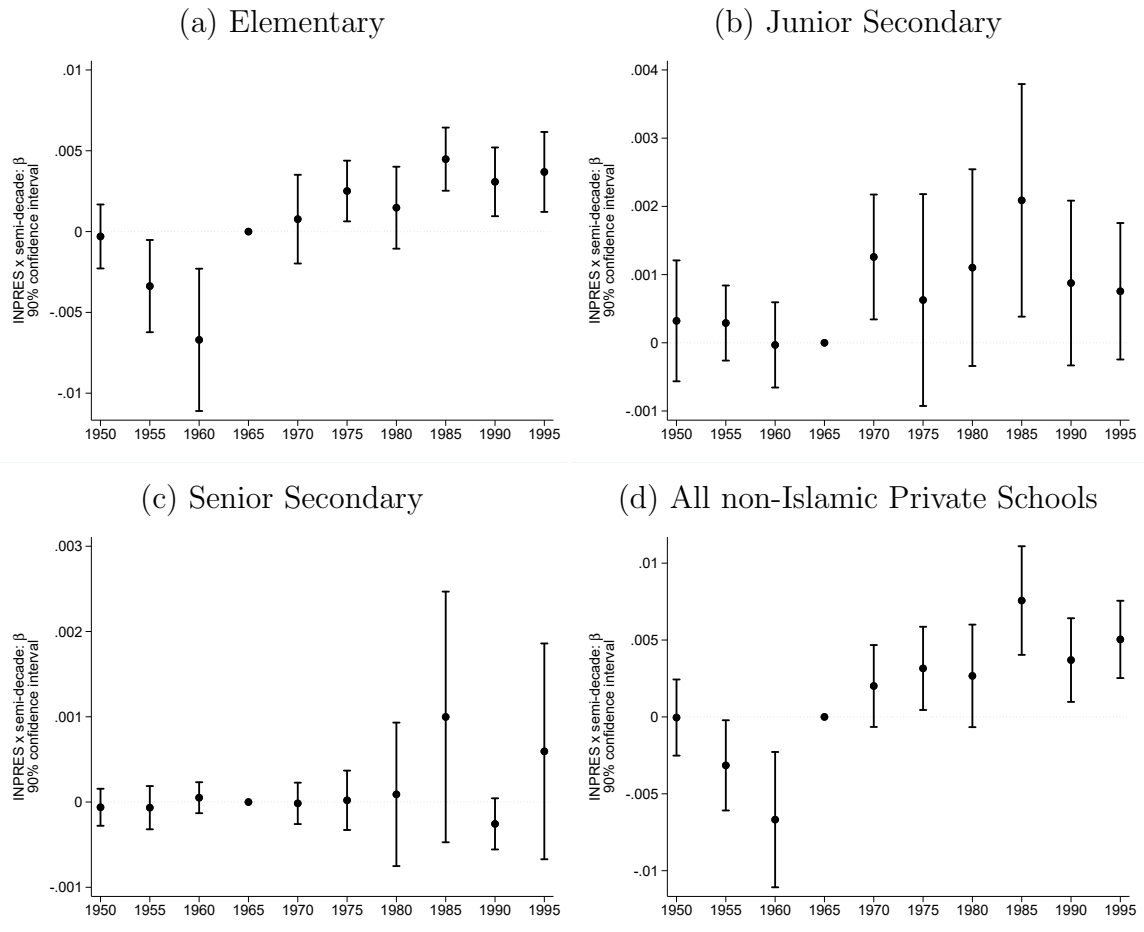 (a) Elementary
INPRES x semi-decade: β
90% confidence interval
.01
.005
0
-.005
-.01
1950 1955 1960 1965 1970 1975 1980 1985 1990 1995
(b) Junior Secondary
INPRES x semi-decade: β
90% confidence interval
.004
.003
.002
.001
0
-.001
1950 1955 1960 1965 1970 1975 1980 1985 1990 1995
(c) Senior Secondary
INPRES x semi-decade: β
90% confidence interval
.003
.002
.001
0
-.001
1950 1955 1960 1965 1970 1975 1980 1985 1990 1995
(d) All non-Islamic Private Schools
INPRES x semi-decade: β
90% confidence interval
.01
.005
0
-.005
-.01
1950 1955 1960 1965 1970 1975 1980 1985 1990 1995